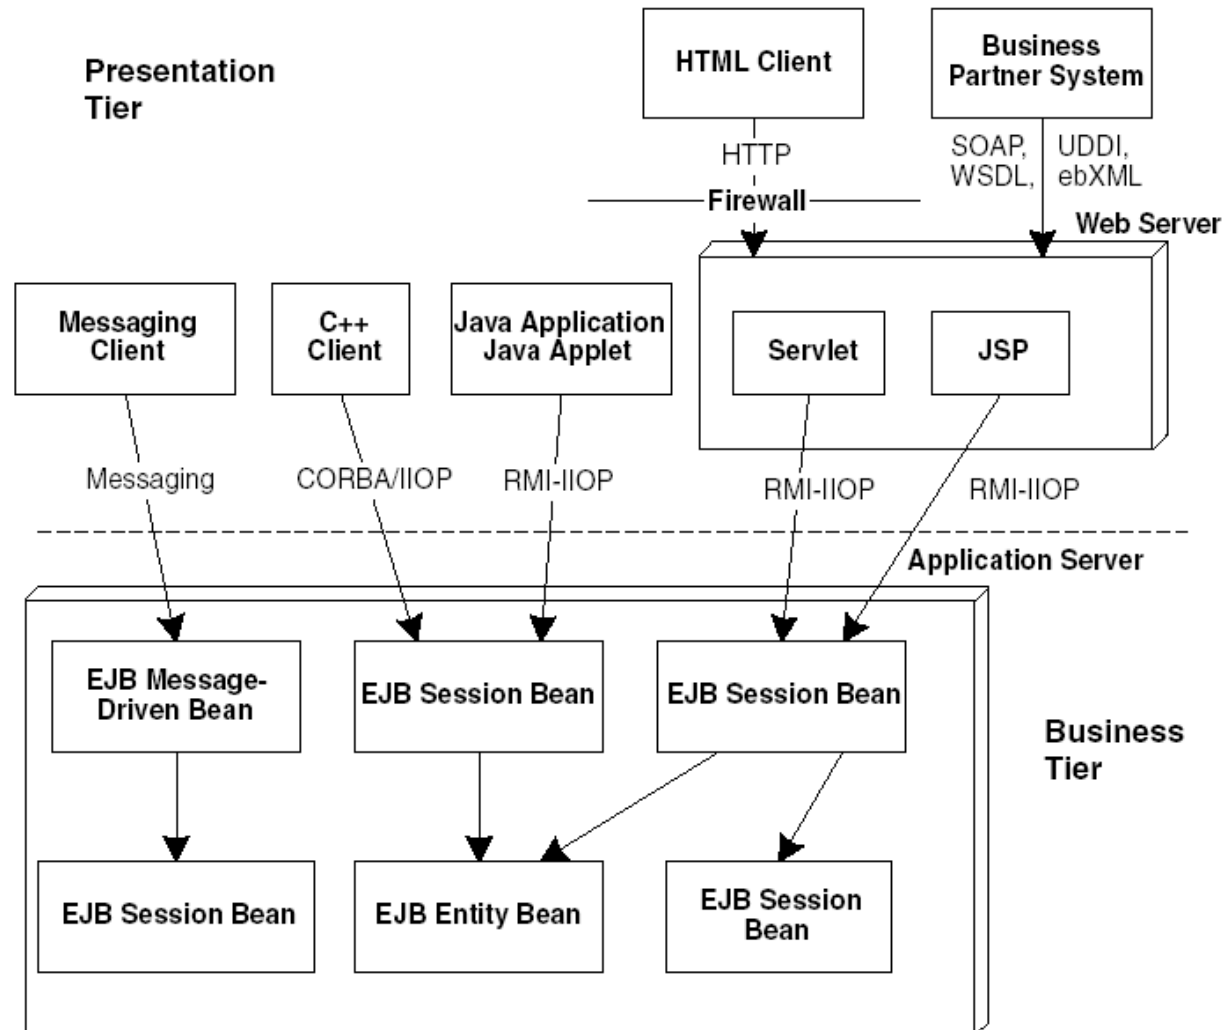 Presentation
Tier
HTML Client
Business
Partner System
HTTP
SOAP,
WSDL,
UDDI,
ebXML
Firewall
Web Server
Messaging
Client
C++
Client
Java Application
Java Applet
Servlet
JSP
Messaging
CORBA/IIOP
RMI-IIOP
RMI-IIOP
RMI-IIOP
Application Server
EJB Message-
Driven Bean
EJB Session Bean
EJB Session Bean
Business
Tier
EJB Session Bean
EJB Entity Bean
EJB Session
Bean